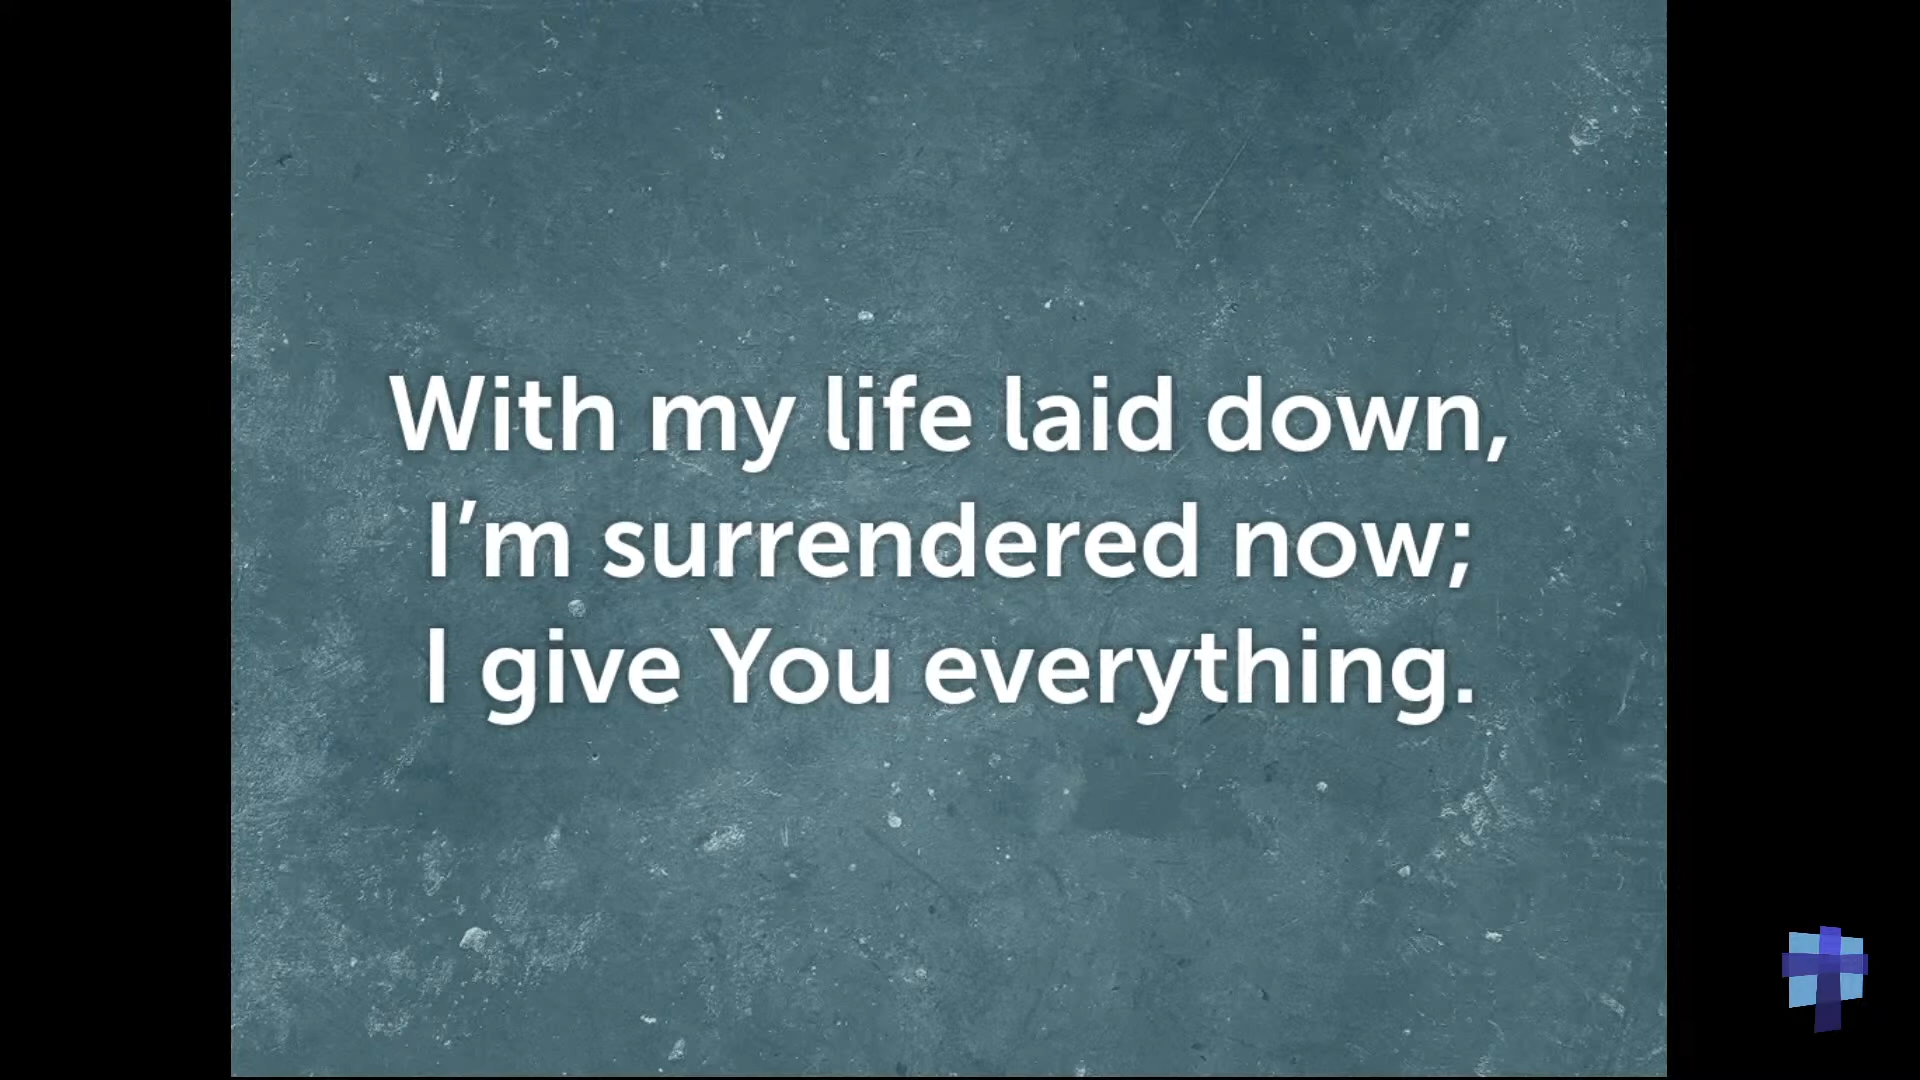 With my life laid down,
I’m surrendered now;
I give You everything.